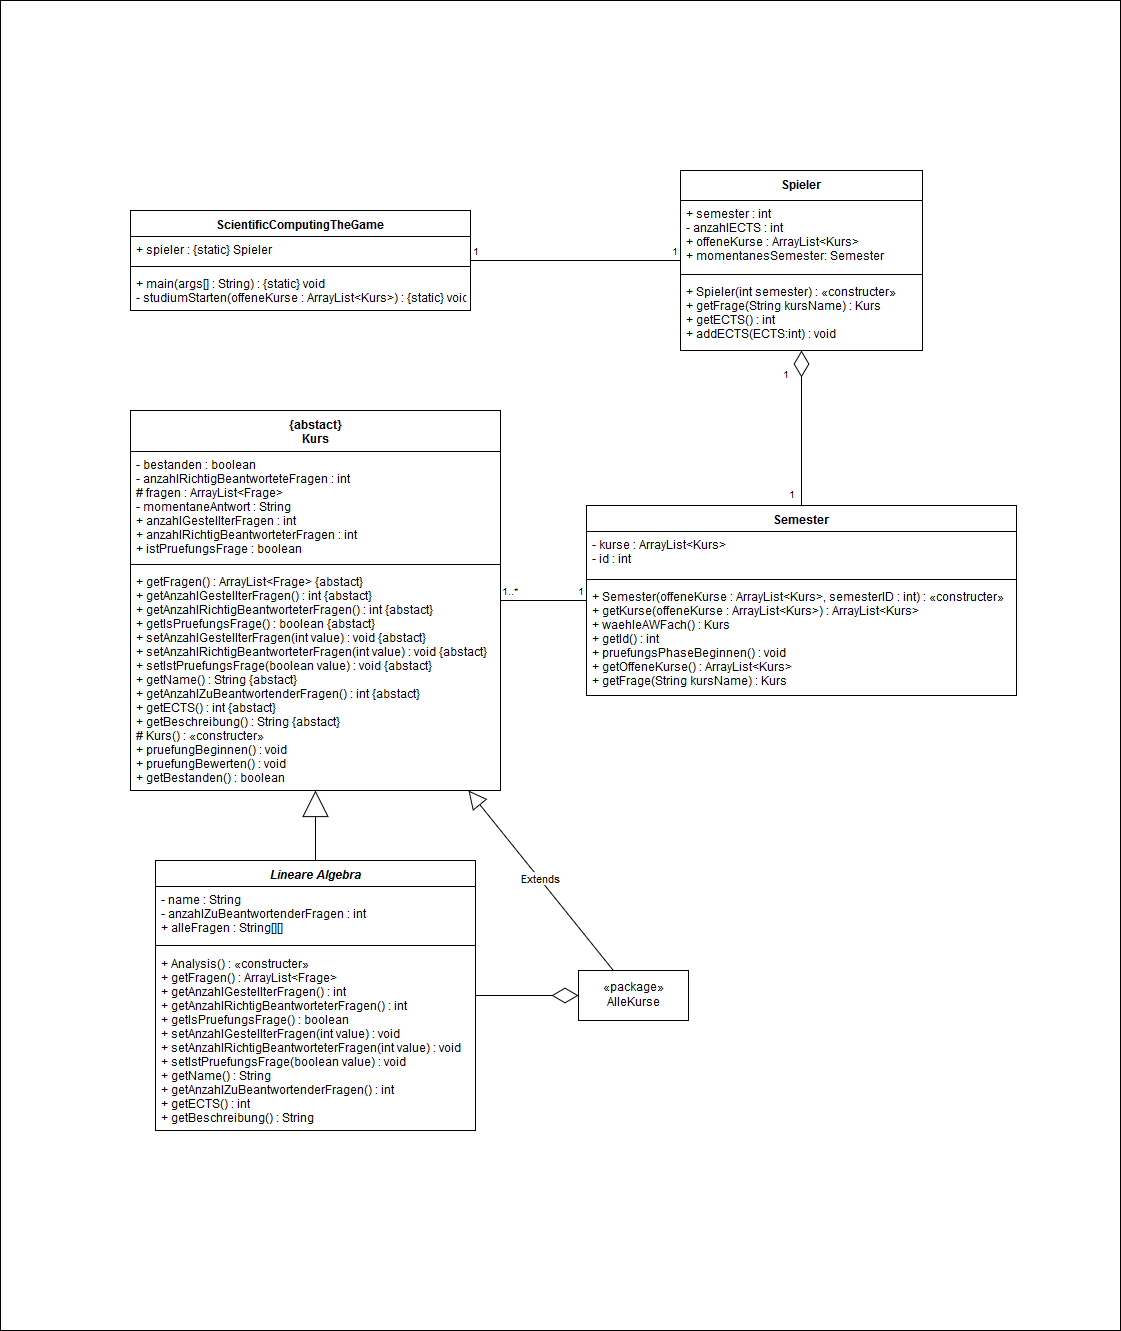 ScientificComputingTheGame
+ spieler : {static} Spieler
+ main(args[] : String) : {static} void
- studiumStarten(offeneKurse : ArrayList<Kurs>) : {static} void
1
1
Spieler
+ semester : int
- anzahlECTS : int
+ offeneKurse : ArrayList<Kurs>
+ momentanesSemester: Semester
+ Spieler(int semester) : «constructer»
+ getFrage(String kursName) : Kurs
+ getECTS() : int
+ addECTS(ECTS:int) : void
1
1
{abstact}
Kurs
- bestanden : boolean
- anzahlRichtigBeantworteteFragen : int
# fragen : ArrayList<Frage>
- momentaneAntwort : String
+ anzahlGestellterFragen : int
+ anzahlRichtigBeantworteterFragen : int
+ istPruefungsFrage : boolean
+ getFragen() : ArrayList<Frage> {abstact}
+ getAnzahlGestellterFragen() : int {abstact}
+ getAnzahlRichtigBeantworteterFragen() : int {abstact}
+ getIsPruefungsFrage() : boolean {abstact}
+ setAnzahlGestellterFragen(int value) : void {abstact}
+ setAnzahlRichtigBeantworteterFragen(int value) : void {abstact}
+ setIstPruefungsFrage(boolean value) : void {abstact}
+ getName() : String {abstact}
+ getAnzahlZuBeantwortenderFragen() : int {abstact}
+ getECTS() : int {abstact}
+ getBeschreibung() : String {abstact}
# Kurs() : «constructer»
+ pruefungBeginnen() : void
+ pruefungBewerten() : void
+ getBestanden() : boolean
1..*
1
Semester
- kurse : ArrayList<Kurs>
- id : int
+ Semester(offeneKurse : ArrayList<Kurs>, semesterID : int) : «constructer»
+ getKurse(offeneKurse : ArrayList<Kurs>) : ArrayList<Kurs>
+ waehleAWFach() : Kurs
+ getId() : int
+ pruefungsPhaseBeginnen() : void
+ getOffeneKurse() : ArrayList<Kurs>
+ getFrage(String kursName) : Kurs
Lineare Algebra
- name : String
- anzahlZuBeantwortenderFragen : int
+ alleFragen : String[][]
+ Analysis() : «constructer»
+ getFragen() : ArrayList<Frage>
+ getAnzahlGestellterFragen() : int
+ getAnzahlRichtigBeantworteterFragen() : int
+ getIsPruefungsFrage() : boolean
+ setAnzahlGestellterFragen(int value) : void
+ setAnzahlRichtigBeantworteterFragen(int value) : void
+ setIstPruefungsFrage(boolean value) : void
+ getName() : String
+ getAnzahlZuBeantwortenderFragen() : int
+ getECTS() : int
+ getBeschreibung() : String
Extends
«package»
AlleKurse